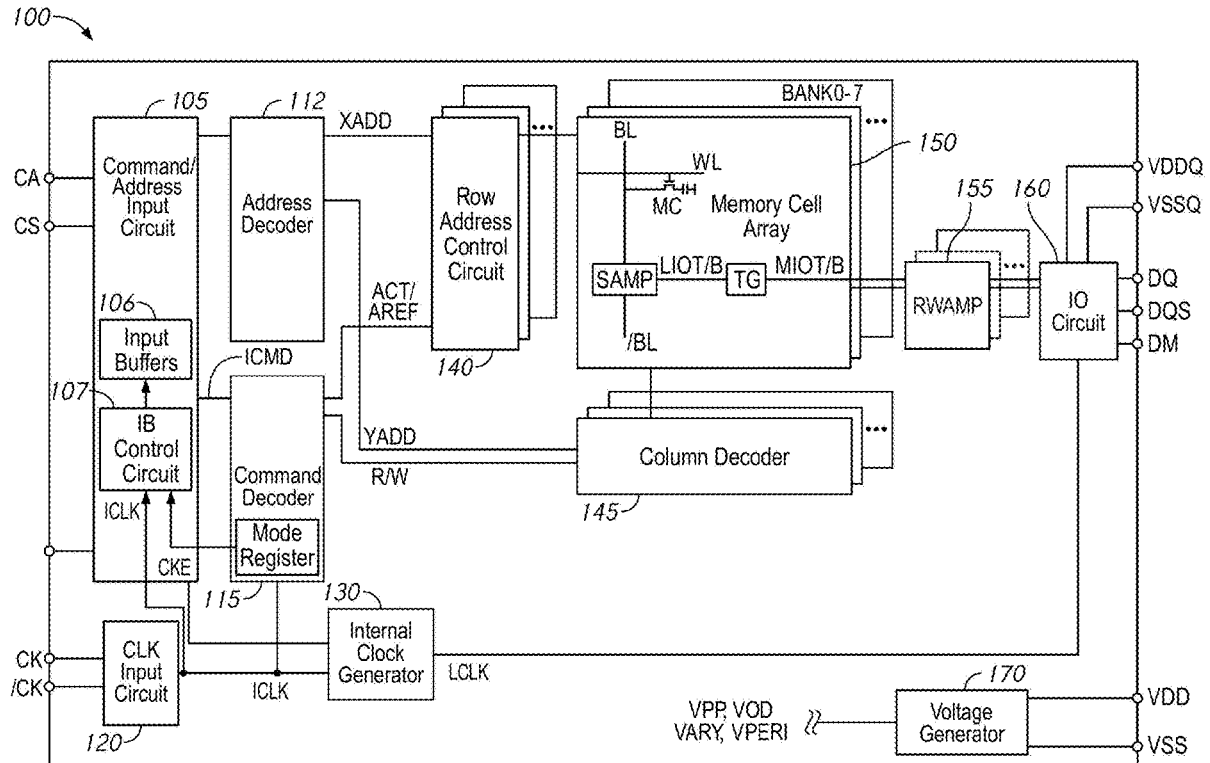 100
105
Command/
Address
Input
Circuit
CA
CS
106
Input
Buffers
107
IB
Control
Circuit
ICLK
CKE
112
Address
Decoder
XADD
ICMD
ACT/
AREF
YADD
R/W
Command
Decoder
Mode
Register
115
Row
Address
Control
Circuit
140
BANK0-7
BL
WL
MC
Memory Cell
Array
150
SAMP
LIOT/B
TG
MIOT/B
/BL
155
RWAMP
160
IO
Circuit
VDDQ
VSSQ
DQ
DQS
DM
Column Decoder
145
CK
/CK
CLK
Input
Circuit
120
ICLK
130
Internal
Clock
Generator
LCLK
VPP, VOD
VARY, VPERI
170
Voltage
Generator
VDD
VSS